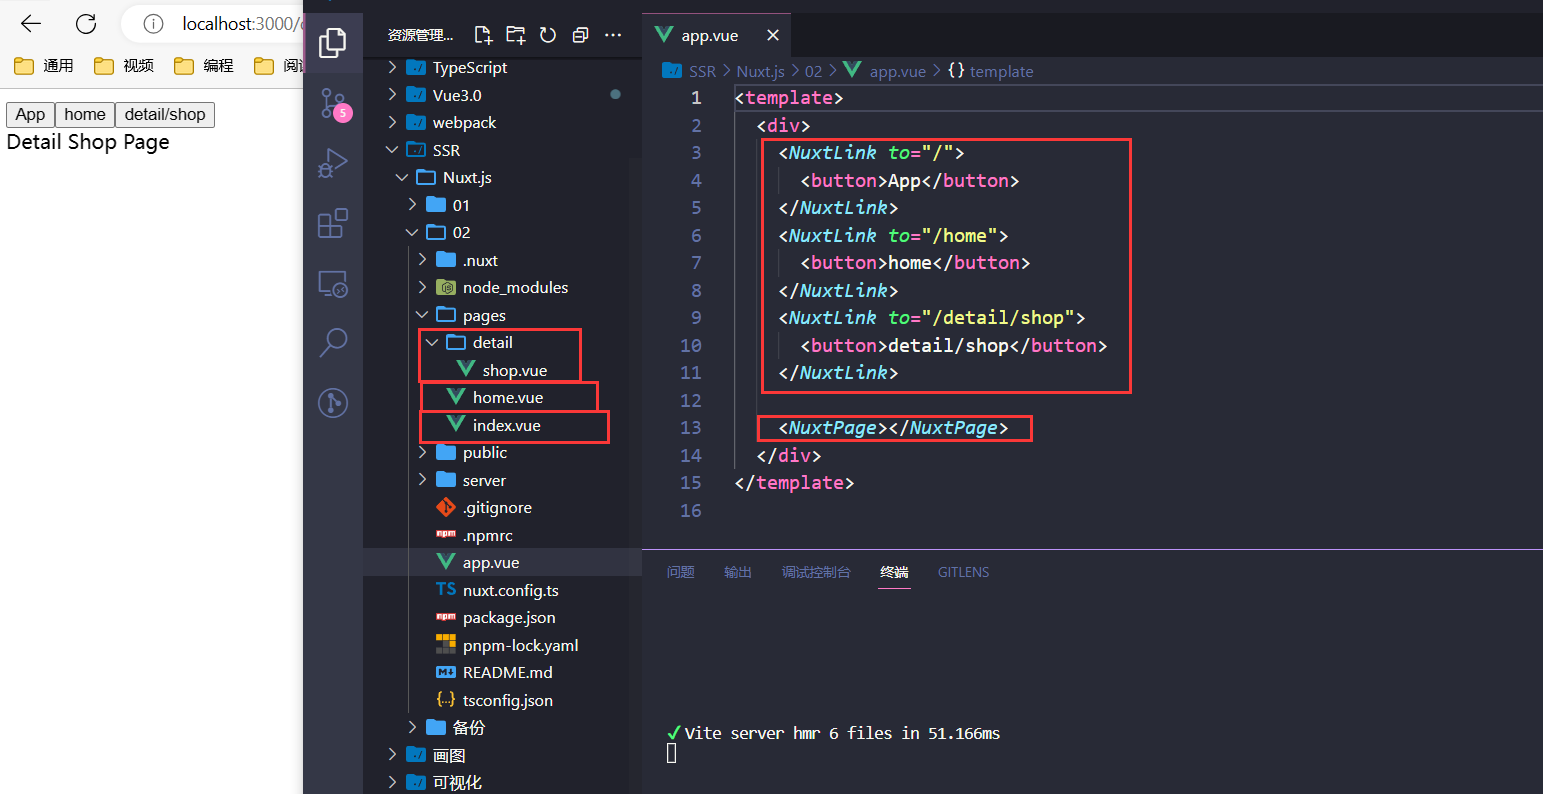 localhost:3000/
通用
视频
编程
App
home
detail/shop
Detail Shop Page
5
资源管理...
TypeScript
Vue3.0
webpack
SSR
Nuxt.js
01
02
.nuxt
node_modules
pages
detail
shop.vue
home.vue
index.vue
public
server
.gitignore
.npmrc
app.vue
TS nuxt.config.ts
package.json
pnpm-lock.yaml
README.md
tsconfig.json
备份
画图
可视化
app.vue
SSR > Nuxt.js > 02 > app.vue > {} template
1 <template>
2 <div>
3 <NuxtLink to="/">
4 <button>App</button>
5 </NuxtLink>
6 <NuxtLink to="/home">
7 <button>home</button>
8 </NuxtLink>
9 <NuxtLink to="/detail/shop">
10 <button>detail/shop</button>
11 </NuxtLink>
12
13 <NuxtPage></NuxtPage>
14 </div>
15 </template>
16
问题 输出 调试控制台 终端 GITLENS
✓ Vite server hmr 6 files in 51.166ms